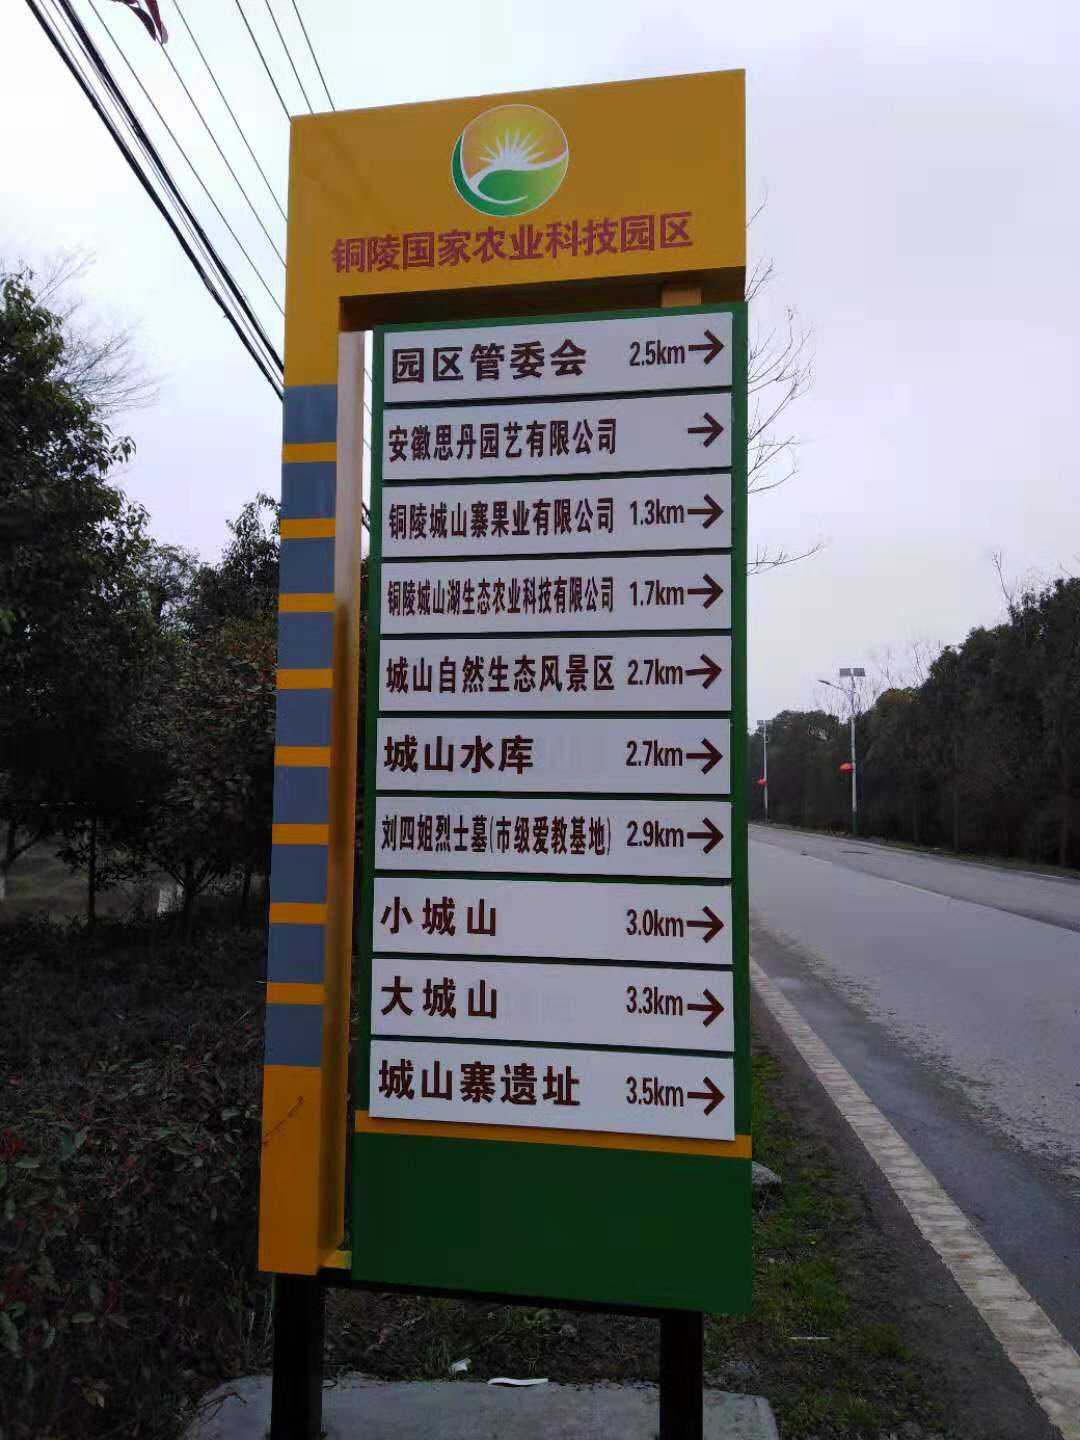 铜陵国家农业科技园区
园区管委会 2.5km→
安徽思丹园艺有限公司 →
铜陵城山寨果业有限公司 1.3km→
铜陵城山湖生态农业科技有限公司 1.7km→
城山自然生态风景区 2.7km→
城山水库 2.7km→
刘四姐烈士墓(市级爱教基地) 2.9km→
小城山 3.0km→
大城山 3.3km→
城山寨遗址 3.5km→